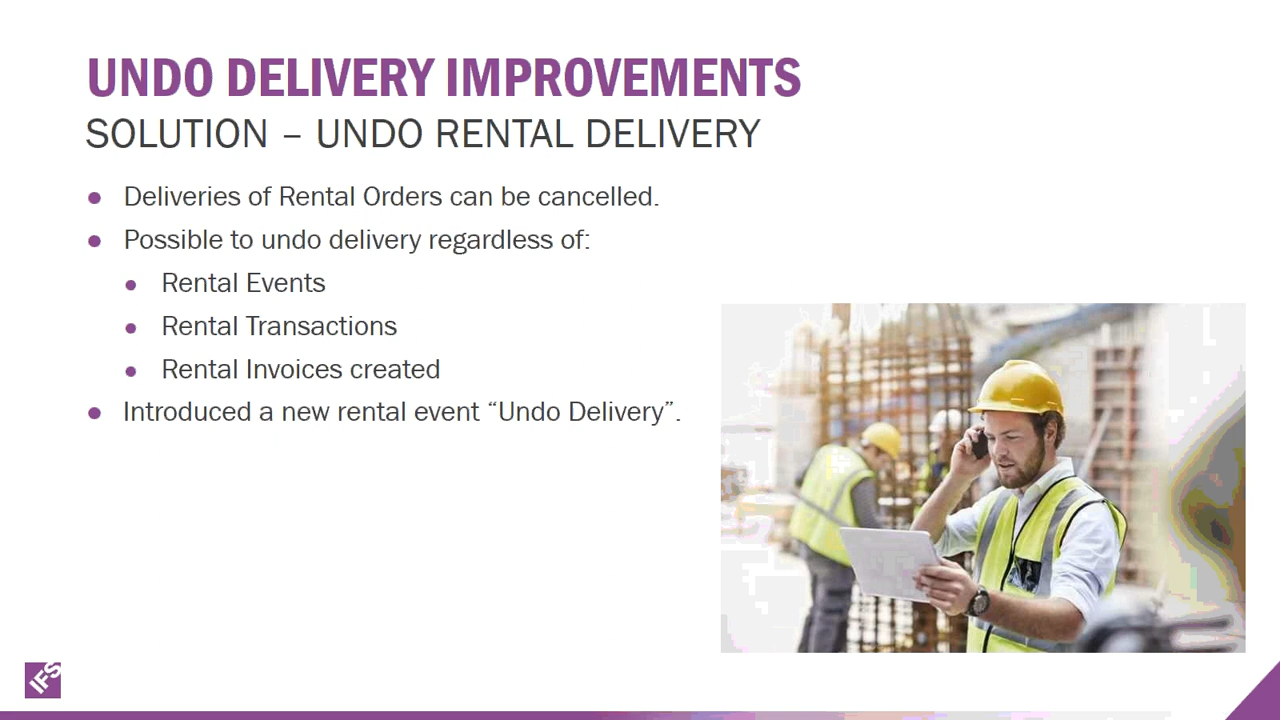 UNDO DELIVERY IMPROVEMENTS
SOLUTION – UNDO RENTAL DELIVERY
Deliveries of Rental Orders can be cancelled.
Possible to undo delivery regardless of:
Rental Events
Rental Transactions
Rental Invoices created
Introduced a new rental event “Undo Delivery”.
IFS